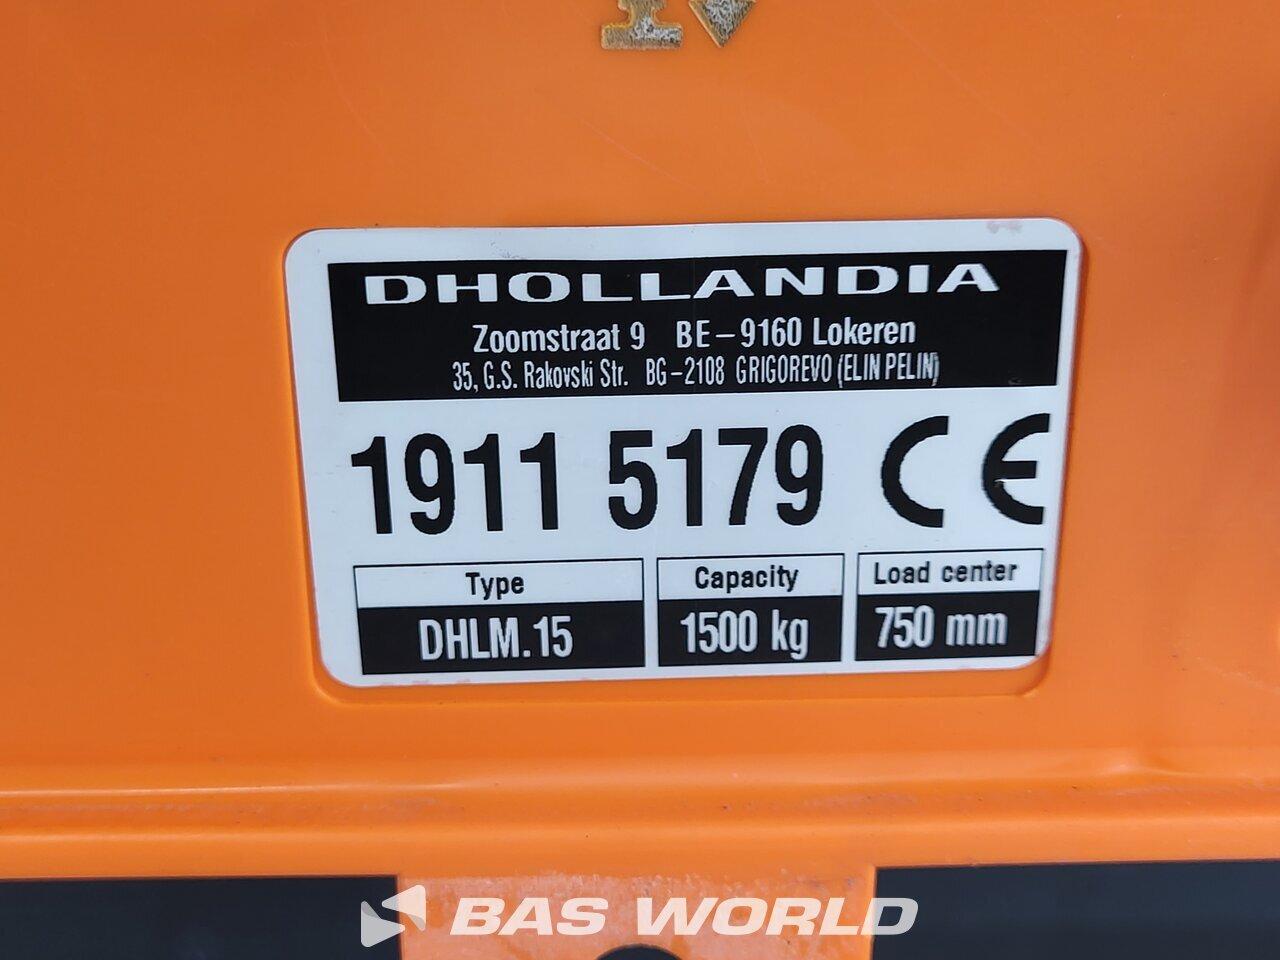 DHOLLANDIA
Zoomstraat 9 BE-9160 Lokeren
35, G.S. Rakovski Str. BG-2108 GRIGOREVO (ELIN PELIN)
1911 5179 CE
Type Capacity Load center
DHLM.15 1500 kg 750 mm
BAS WORLD